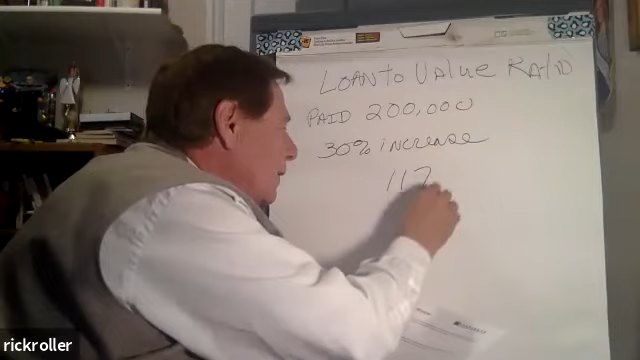 LOAN to VALUE RATIO
PAID 200,000
30% increase
117
rickroller